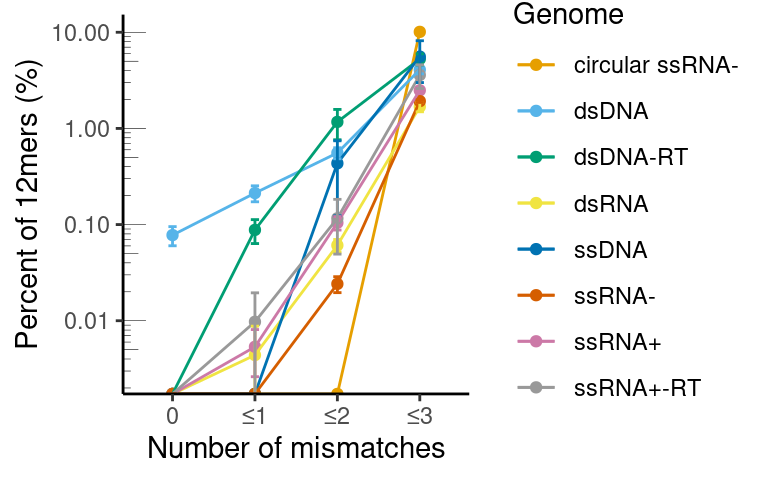 Genome
10.00
1.00
0.10
0.01
Percent of 12mers (%)
0
≤1
≤2
≤3
Number of mismatches
circular ssRNA-
dsDNA
dsDNA-RT
dsRNA
ssDNA
ssRNA-
ssRNA+
ssRNA+-RT